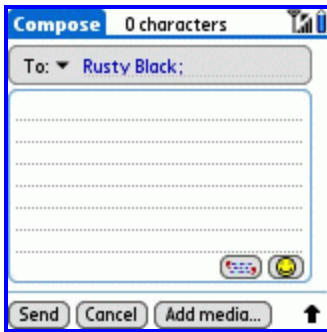 Compose 0 characters
To: Rusty Black;
Send Cancel Add media...